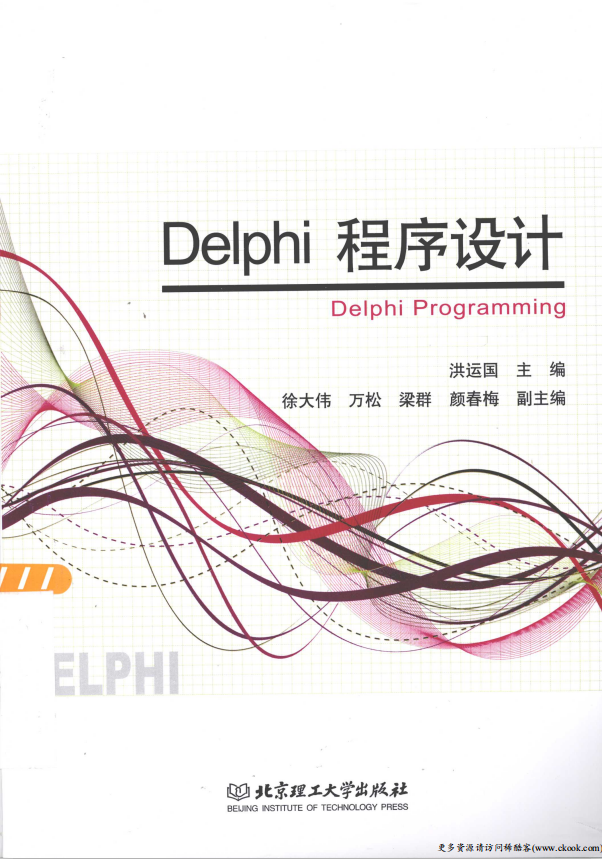 Delphi 程序设计
Delphi Programming
洪运国 主 编
徐大伟 万松 梁群 颜春梅 副主编
ELPHI
北京理工大学出版社
BEIJING INSTITUTE OF TECHNOLOGY PRESS
更多资源请访问稀酷客(www.ckook.com)